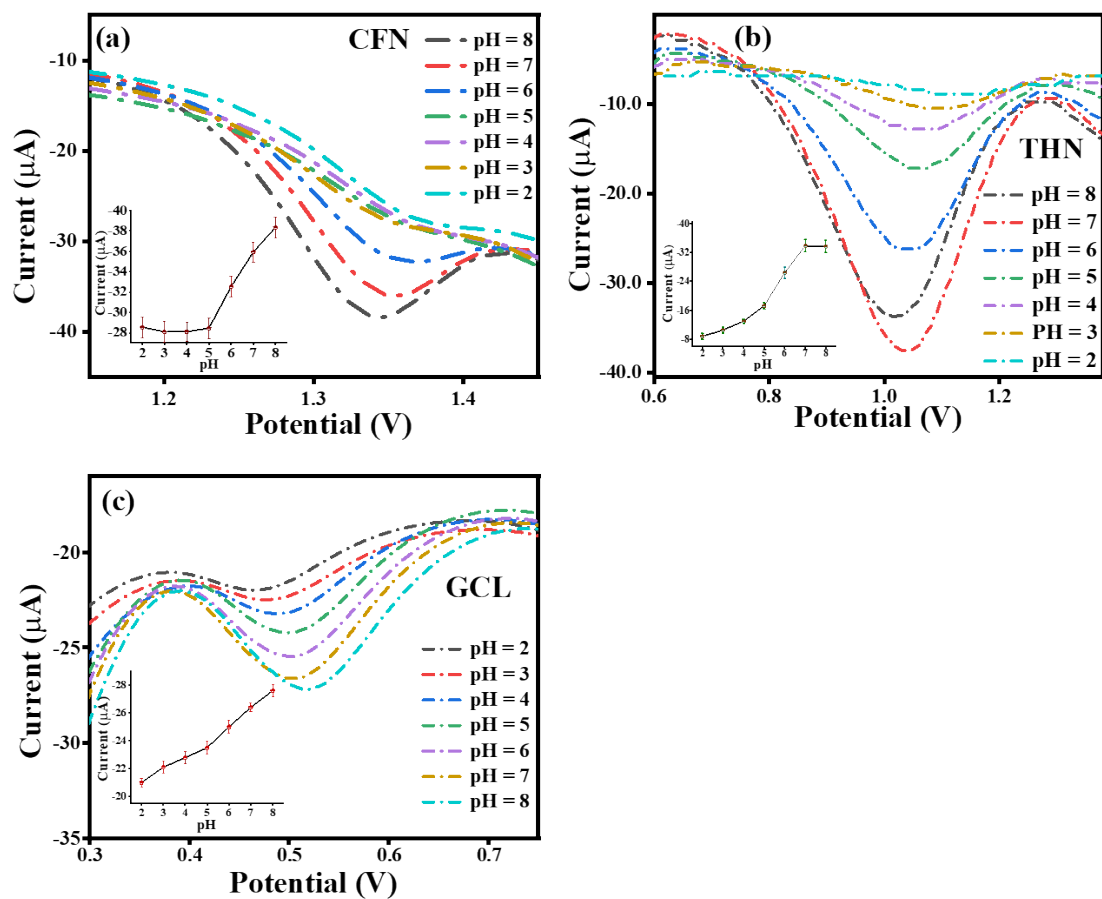 (a)
CFN
pH = 8
pH = 7
pH = 6
pH = 5
pH = 4
pH = 3
pH = 2
-10
-20
-30
-40
Current (μA)
1.2
1.3
1.4
Potential (V)
-40
-38
-36
-34
-32
-30
-28
Current (μA)
2 3 4 5 6 7 8
pH
(b)
THN
pH = 8
pH = 7
pH = 6
pH = 5
pH = 4
PH = 3
pH = 2
-10.0
-20.0
-30.0
-40.0
Current (μA)
0.6
0.8
1.0
1.2
Potential (V)
-40
-32
-24
-16
-8
Current (μA)
2 3 4 5 6 7 8
pH
(c)
GCL
pH = 2
pH = 3
pH = 4
pH = 5
pH = 6
pH = 7
pH = 8
-20
-25
-30
-35
Current (μA)
0.3
0.4
0.5
0.6
0.7
Potential (V)
-28
-26
-24
-22
-21
-20
Current (μA)
2 3 4 5 6 7 8
pH